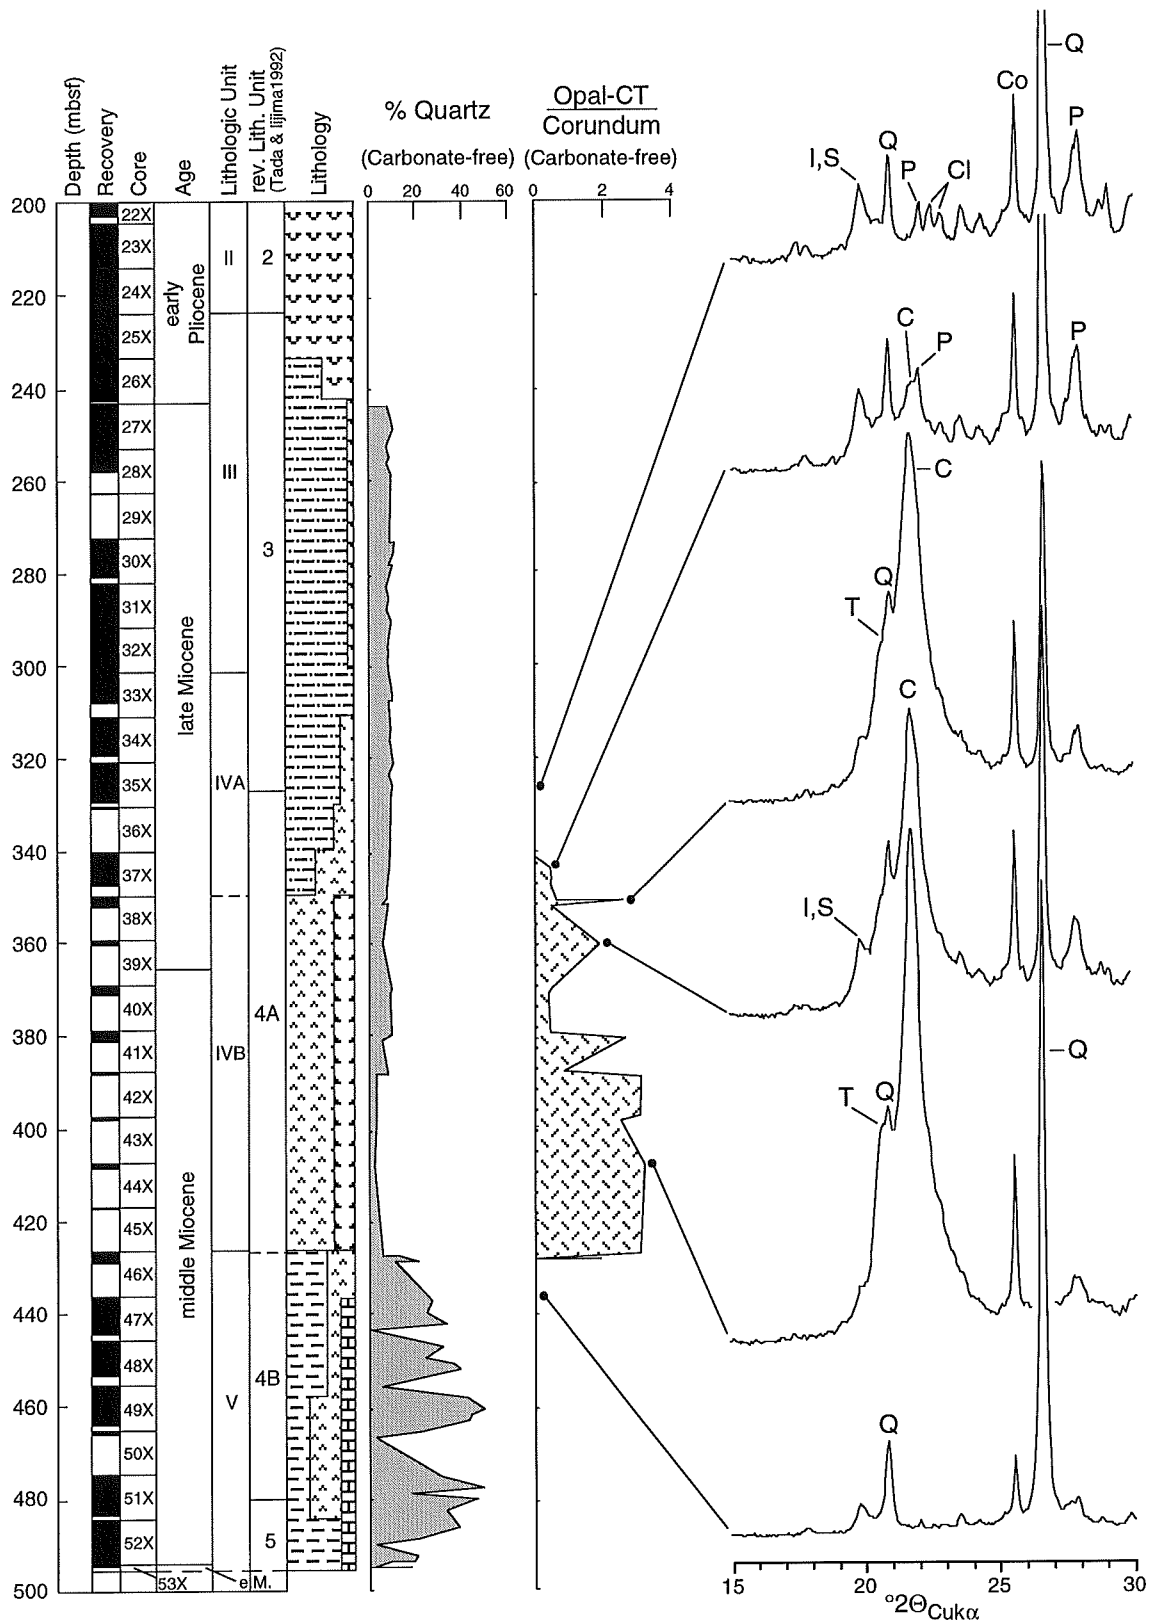 Depth (mbsf)
Recovery
Core
Age
Lithologic Unit
rev. Lith. Unit
(Tada & Iijima1992)
Lithology
% Quartz
(Carbonate-free)
0 20 40 60
Opal-CT
Corundum
(Carbonate-free)
0 2 4
200
220
240
260
280
300
320
340
360
380
400
420
440
460
480
500
22X
23X
24X
25X
26X
27X
28X
29X
30X
31X
32X
33X
34X
35X
36X
37X
38X
39X
40X
41X
42X
43X
44X
45X
46X
47X
48X
49X
50X
51X
52X
53X
early
Pliocene
late Miocene
middle Miocene
e M.
II
III
IVA
IVB
V
2
3
4A
4B
5
I,S
Q
P
Cl
Co
Q
P
C
P
P
C
Q
T
C
I,S
Q
T
Q
Q
15 20 25 30
°2ΘCukα